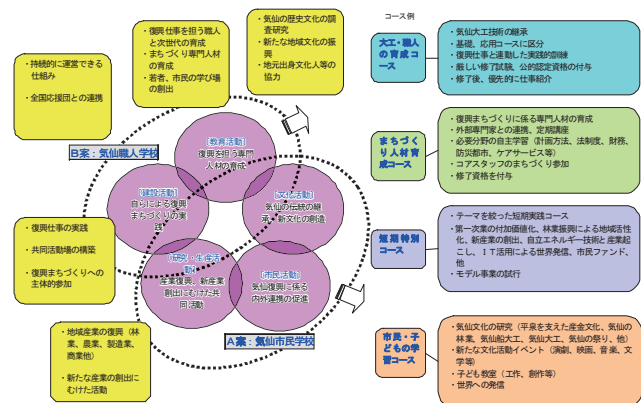 コース例
・持続的に運営できる
仕組み
・全国応援団との連携
・復興仕事を担う職人
と次世代の育成
・まちづくり専門人材
の育成
・若者、市民の学び場
の創出
・気仙の歴史文化の調
査研究
・新たな地域文化の振
興
・地元出身文化人等の
協力
B案：気仙職人学校
[教育活動]
復興を担う専門
人材の育成
[建設活動]
自らによる復興
まちづくりの実
践
[文化活動]
気仙の伝統の継
承・新文化の創造
[研究・生産活
動]
産業復興、新産業
創出にむけた共
同活動
[市民活動]
気仙復興に係る
内外連携の促進
A案：気仙市民学校
・復興仕事の実践
・共同活動場の構築
・復興まちづくりへの
主体的参加
・地域産業の復興（林
業、農業、製造業、
商業他）
・新たな産業の創出に
むけた活動
大工・職人
の育成コ
ース
・気仙大工技術の継承
・基礎、応用コースに区分
・復興仕事と連動した実践的訓練
・厳しい修了試験、公的認定資格の付与
・修了後、優先的に仕事紹介
まちづく
り人材育
成コース
・復興まちづくりに係る専門人材の育成
・外部専門家との連携、定期講座
・必要分野の自主学習（計画方法、法制度、財務、
防災都市、ケアサービス等）
・コアスタッフのまちづくり参加
・修了資格を付与
短期特別
コース
・テーマを絞った短期実践コース
・第一次業の付加価値化、林業振興による地域活性
化、新産業の創出、自立エネルギー技術と産業起
こし、ＩＴ活用による世界発信、市民ファンド、
他
・モデル事業の試行
市民・子
どもの学
習コース
・気仙文化の研究（平泉を支えた産金文化、気仙の
林業、気仙船大工、気仙大工、気仙の祭り、他）
・新たな文化活動イベント（演劇、映画、音楽、文
学等）
・子ども教室（工作、創作等）
・世界への発信